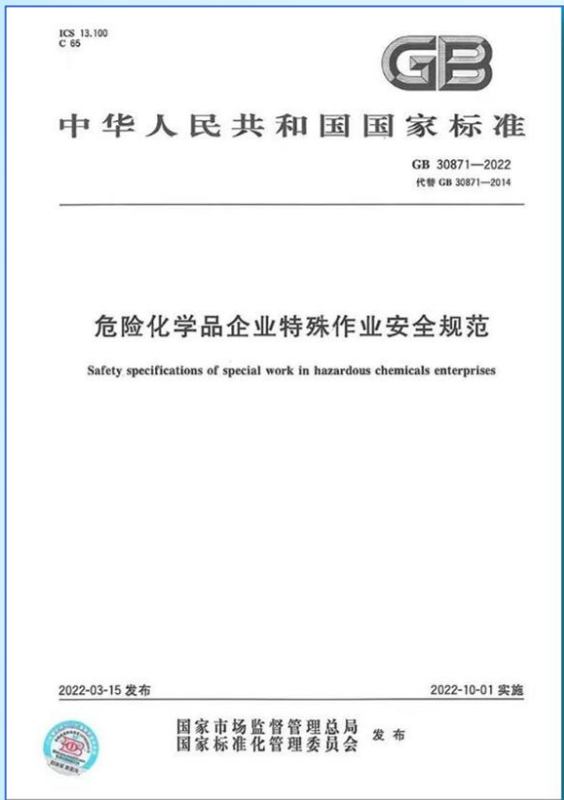 ICS 13.100
C 65
GB
中华人民共和国国家标准
GB 30871—2022
代替 GB 30871—2014
危险化学品企业特殊作业安全规范
Safety specifications of special work in hazardous chemicals enterprises
2022-03-15 发布
2022-10-01 实施
国家市场监督管理总局
国家标准化管理委员会
发布